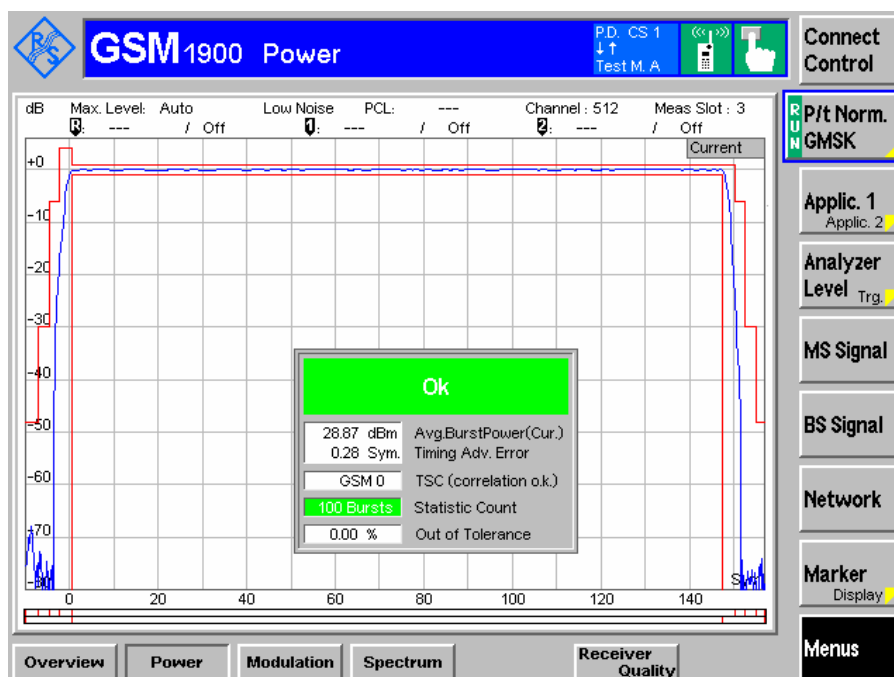 R&S
GSM 1900 Power
P.D. CS 1
Test M. A
Connect Control
dB Max. Level: Auto Low Noise PCL: --- Channel : 512 Meas Slot : 3
R: --- / Off 1: --- / Off 2: --- / Off
Current
+0
-10
-20
-30
-40
-50
-60
-70
0 20 40 60 80 100 120 140
Ok
28.87 dBm Avg.BurstPower(Cur.)
0.28 Sym. Timing Adv. Error
GSM 0 TSC (correlation o.k.)
100 Bursts Statistic Count
0.00 % Out of Tolerance
RUN
P/t Norm.
GMSK
Applic. 1
Applic. 2
Analyzer
Level Trg.
MS Signal
BS Signal
Network
Marker
Display
Menus
Overview Power Modulation Spectrum Receiver Quality